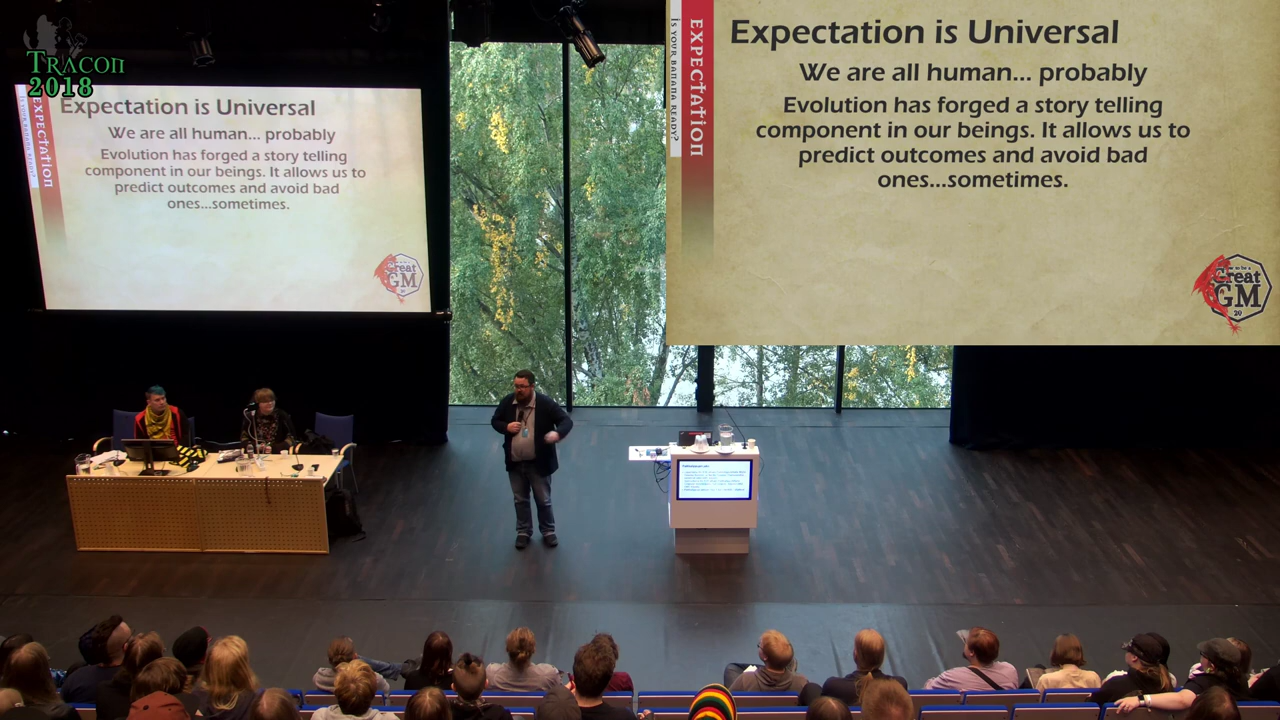 TRACON
2018
Expectation is Universal
We are all human... probably
Evolution has forged a story telling
component in our beings. It allows us to
predict outcomes and avoid bad
ones...sometimes.
EXPECTATION
Great
GM
Expectation is Universal
We are all human... probably
Evolution has forged a story telling
component in our beings. It allows us to
predict outcomes and avoid bad
ones...sometimes.
EXPECTATION
IS YOUR BANANA READY?
Great
GM
20